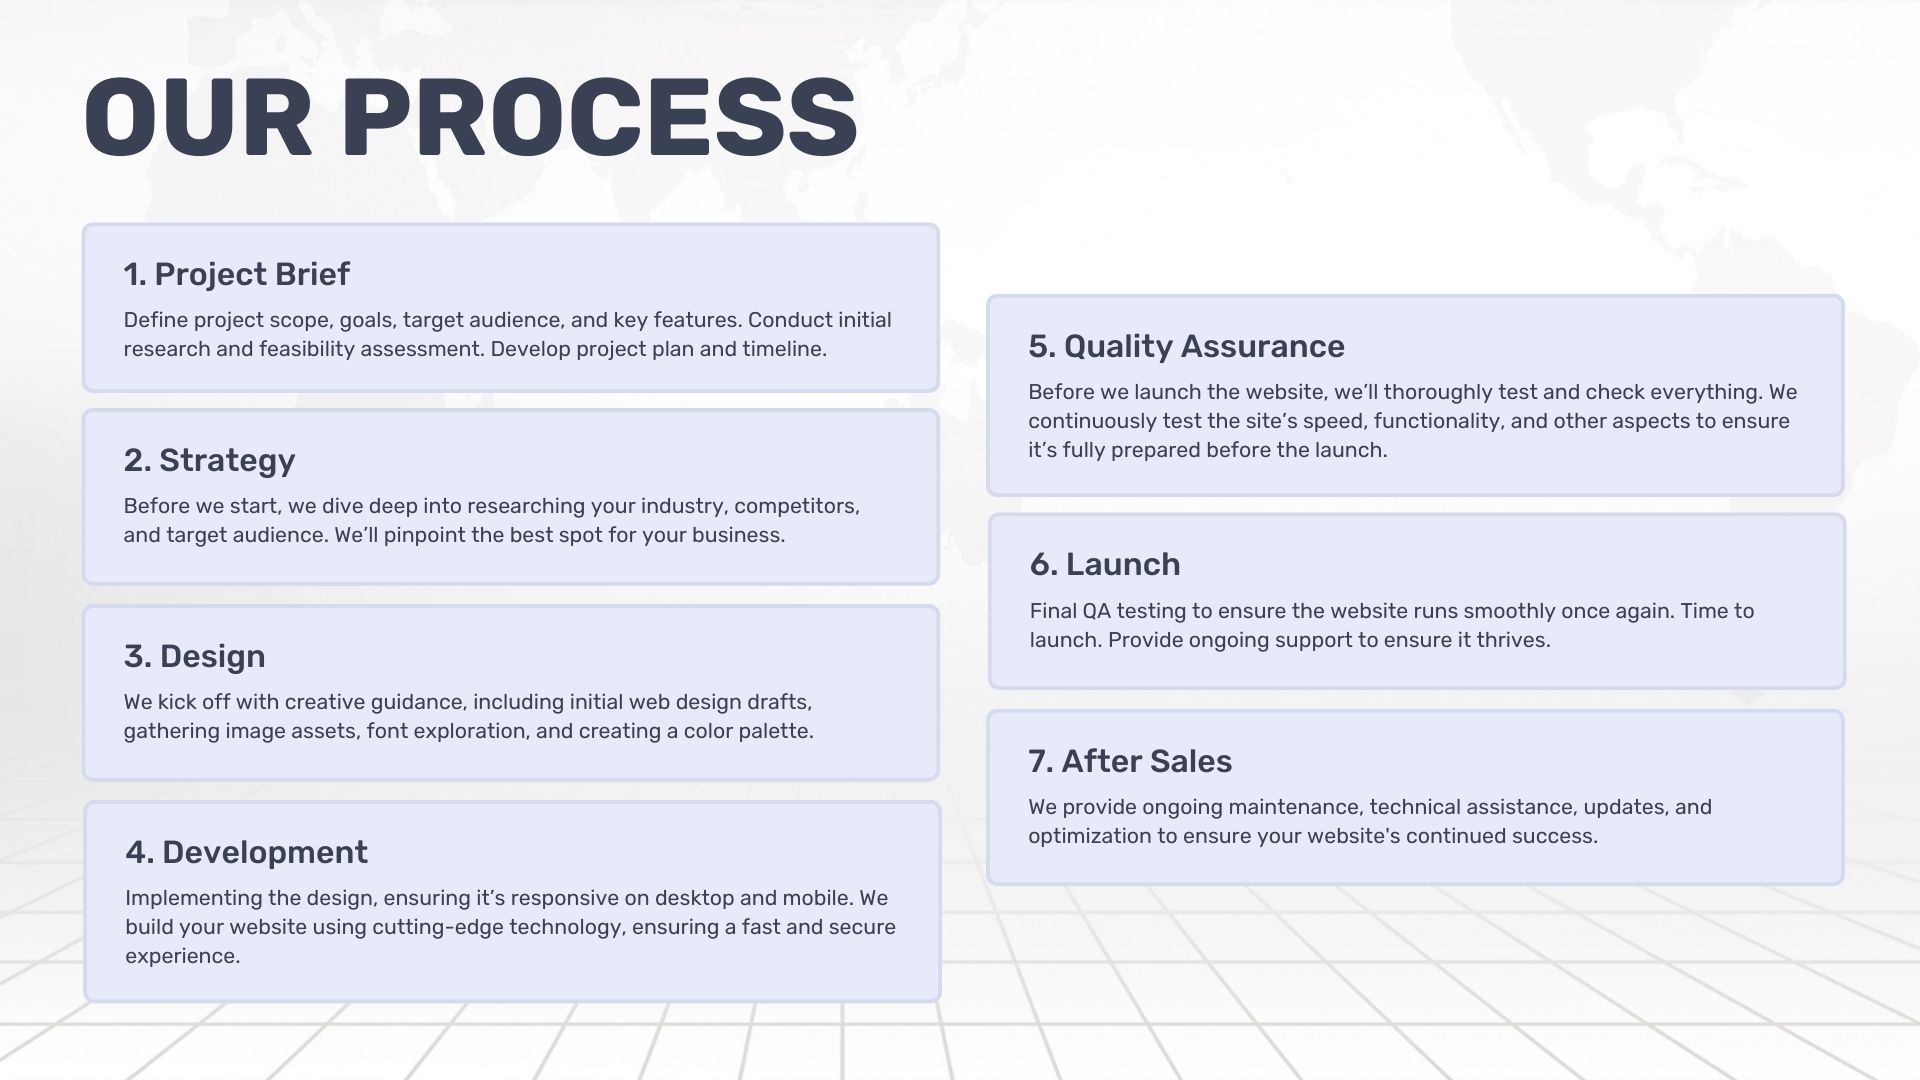 OUR PROCESS
1. Project Brief
Define project scope, goals, target audience, and key features. Conduct initial
research and feasibility assessment. Develop project plan and timeline.
2. Strategy
Before we start, we dive deep into researching your industry, competitors,
and target audience. We’ll pinpoint the best spot for your business.
3. Design
We kick off with creative guidance, including initial web design drafts,
gathering image assets, font exploration, and creating a color palette.
4. Development
Implementing the design, ensuring it’s responsive on desktop and mobile. We
build your website using cutting-edge technology, ensuring a fast and secure
experience.
5. Quality Assurance
Before we launch the website, we’ll thoroughly test and check everything. We
continuously test the site’s speed, functionality, and other aspects to ensure
it’s fully prepared before the launch.
6. Launch
Final QA testing to ensure the website runs smoothly once again. Time to
launch. Provide ongoing support to ensure it thrives.
7. After Sales
We provide ongoing maintenance, technical assistance, updates, and
optimization to ensure your website's continued success.